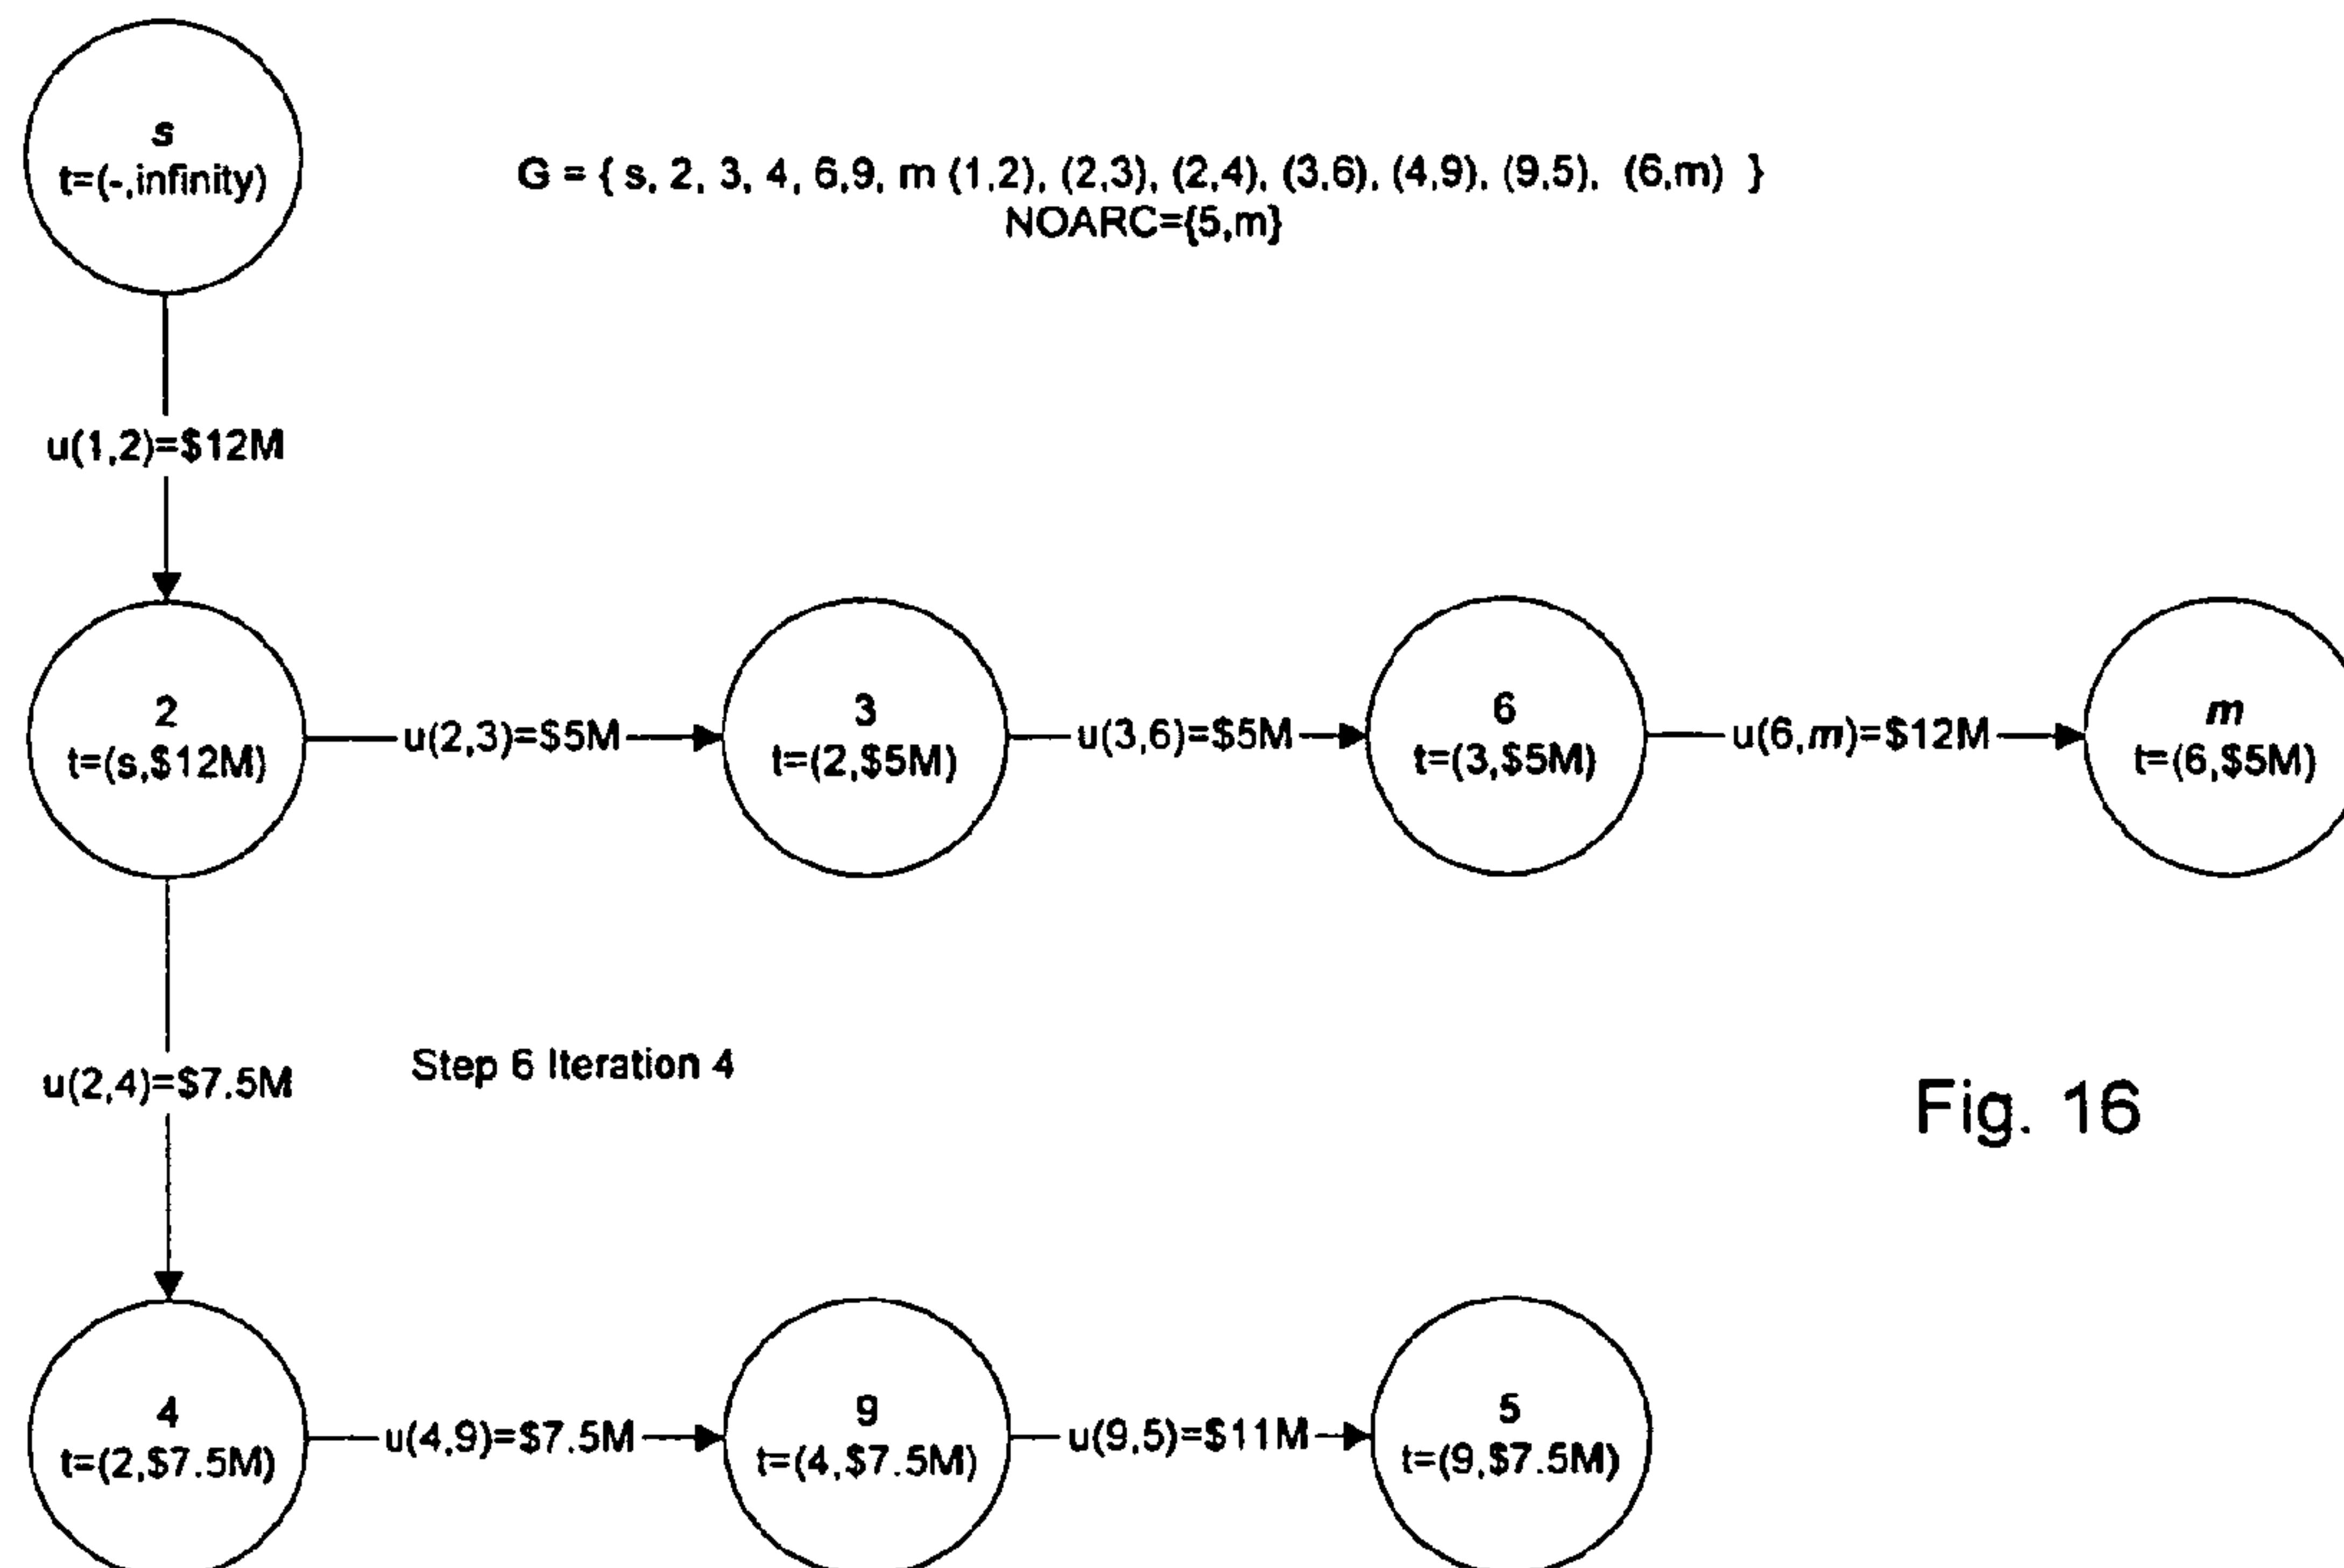 s
t=(-,infinity)
G = { s, 2, 3, 4, 6,9, m (1,2), (2,3), (2,4), (3,6), (4,9), (9,5), (6,m) }
NOARC={5,m}
u(1,2)=$12M
2
t=(s,$12M)
u(2,3)=$5M
3
t=(2,$5M)
u(3,6)=$5M
6
t=(3,$5M)
u(6,m)=$12M
m
t=(6,$5M)
u(2,4)=$7.5M
Step 6 Iteration 4
Fig. 16
4
t=(2,$7.5M)
u(4,9)=$7.5M
9
t=(4,$7.5M)
u(9,5)=$11M
5
t=(9,$7.5M)